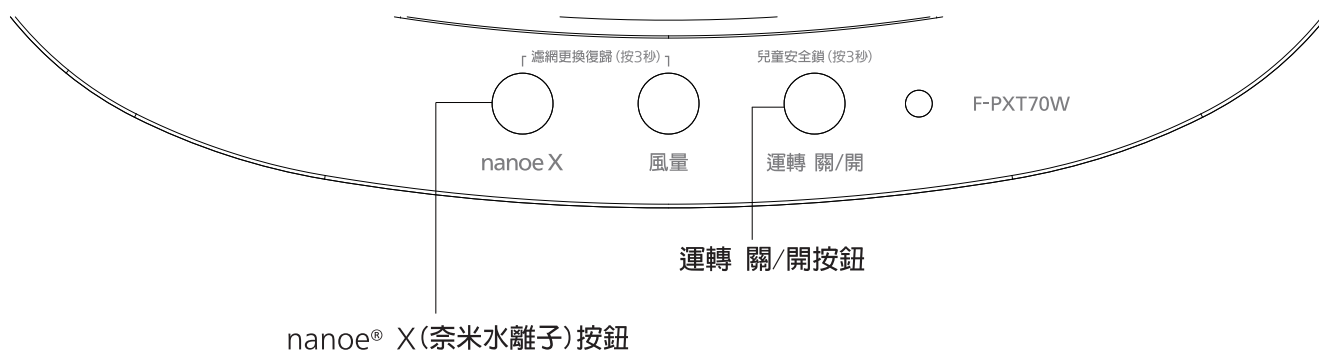 濾網更換復歸(按3秒) 兒童安全鎖(按3秒)
F-PXT70W
nanoe X 風量 運轉 關/開
運轉 關/開按鈕
nanoe® X(奈米水離子)按鈕